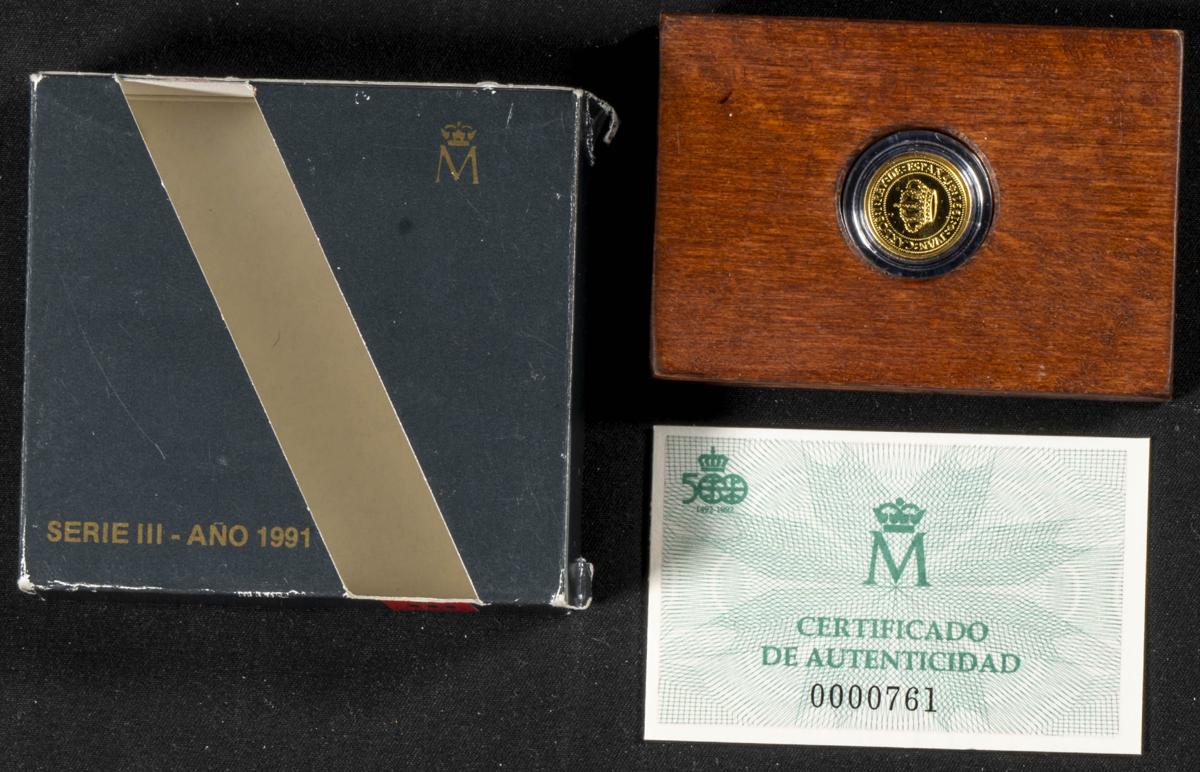 M
SERIE III - AÑO 1991
500
1492-1992
M
CERTIFICADO
DE AUTENTICIDAD
0000761